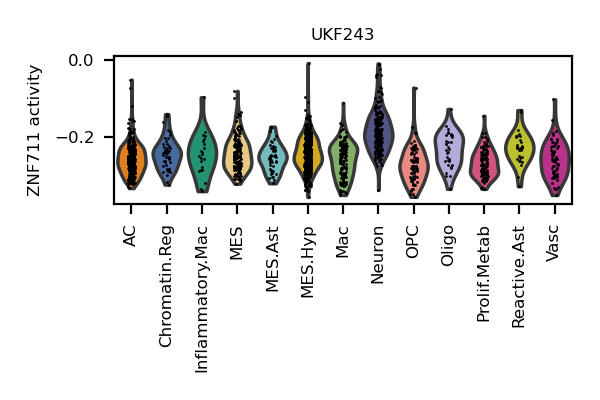 UKF243
ZNF711 activity
0.0
−0.2
AC
Chromatin.Reg
Inflammatory.Mac
MES
MES.Ast
MES.Hyp
Mac
Neuron
OPC
Oligo
Prolif.Metab
Reactive.Ast
Vasc